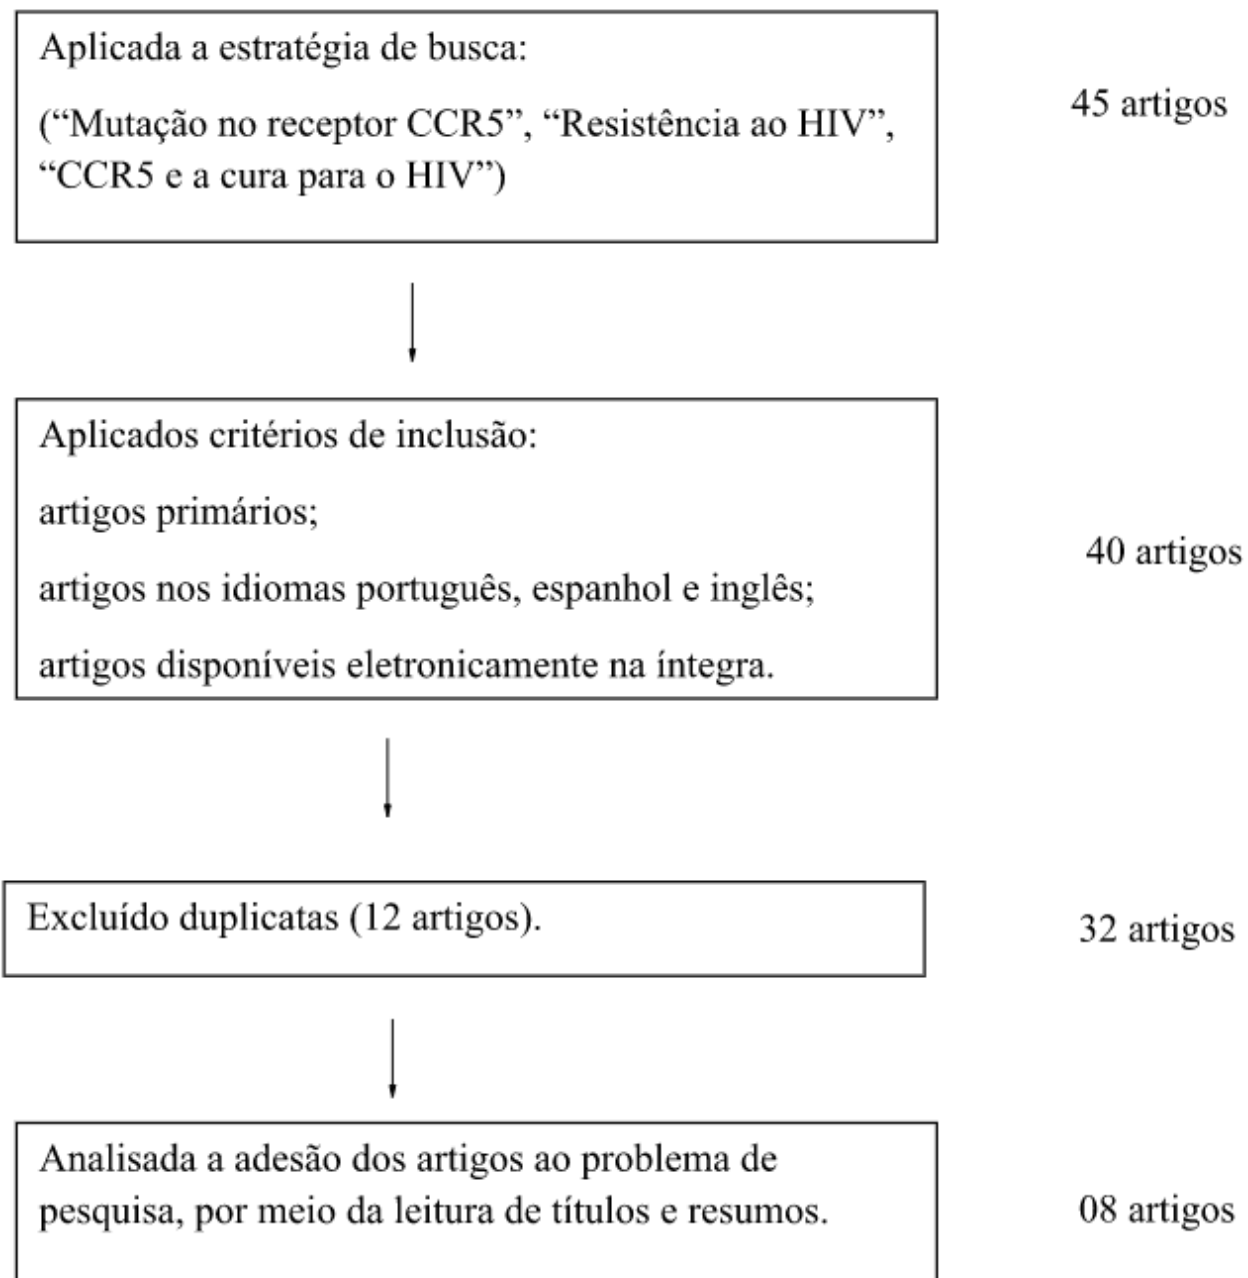 Aplicada a estratégia de busca:
(“Mutação no receptor CCR5”, “Resistência ao HIV”,
“CCR5 e a cura para o HIV”)
45 artigos
Aplicados critérios de inclusão:
artigos primários;
artigos nos idiomas português, espanhol e inglês;
artigos disponíveis eletronicamente na íntegra.
40 artigos
Excluído duplicatas (12 artigos).
32 artigos
Analisada a adesão dos artigos ao problema de
pesquisa, por meio da leitura de títulos e resumos.
08 artigos